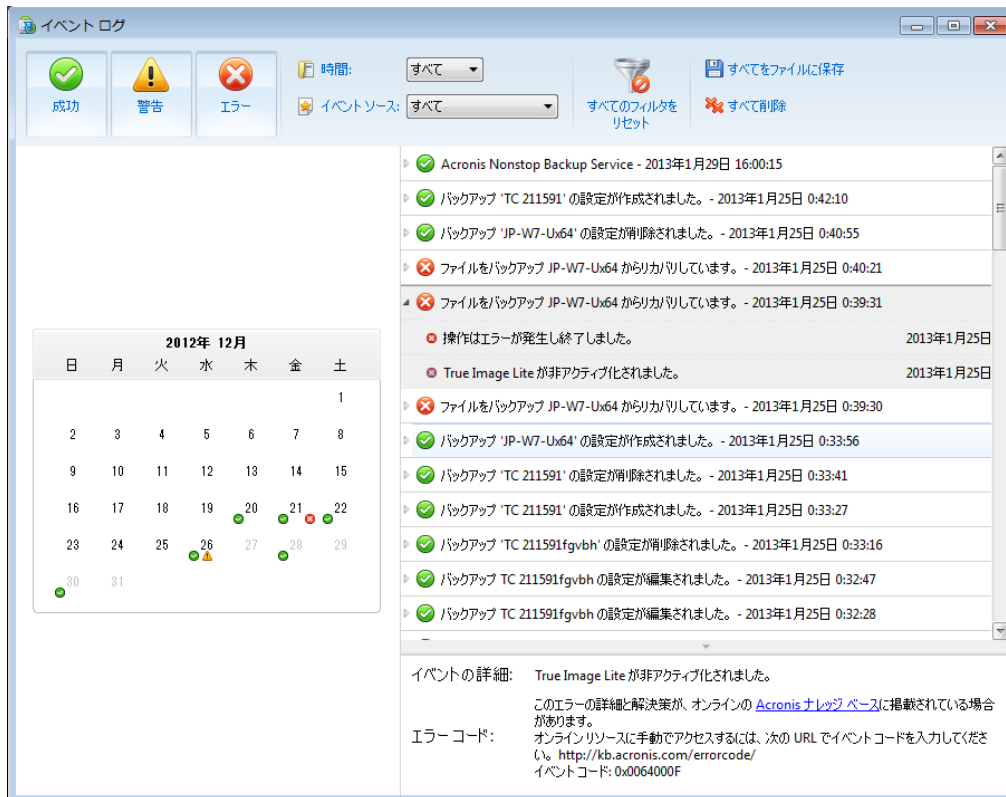 イベント ログ
成功
警告
エラー
時間:
すべて
イベント ソース:
すべて
すべてのフィルタを
リセット
すべてをファイルに保存
すべて削除
2012年 12月
日 月 火 水 木 金 土
1
2 3 4 5 6 7 8
9 10 11 12 13 14 15
16 17 18 19 20 21 22
23 24 25 26 27 28 29
30 31
Acronis Nonstop Backup Service - 2013年1月29日 16:00:15
バックアップ 'TC 211591' の設定が作成されました。 - 2013年1月25日 0:42:10
バックアップ 'JP-W7-Ux64' の設定が削除されました。 - 2013年1月25日 0:40:55
ファイルをバックアップ JP-W7-Ux64 からリカバリしています。 - 2013年1月25日 0:40:21
ファイルをバックアップ JP-W7-Ux64 からリカバリしています。 - 2013年1月25日 0:39:31
操作はエラーが発生し終了しました。 2013年1月25日
True Image Lite が非アクティブ化されました。 2013年1月25日
ファイルをバックアップ JP-W7-Ux64 からリカバリしています。 - 2013年1月25日 0:39:30
バックアップ 'JP-W7-Ux64' の設定が作成されました。 - 2013年1月25日 0:33:56
バックアップ 'TC 211591' の設定が削除されました。 - 2013年1月25日 0:33:41
バックアップ 'TC 211591' の設定が作成されました。 - 2013年1月25日 0:33:27
バックアップ 'TC 211591fgvbh' の設定が削除されました。 - 2013年1月25日 0:33:16
バックアップ TC 211591fgvbh の設定が編集されました。 - 2013年1月25日 0:32:47
バックアップ TC 211591fgvbh の設定が編集されました。 - 2013年1月25日 0:32:28
イベントの詳細: True Image Lite が非アクティブ化されました。
エラー コード:
このエラーの詳細と解決策が、オンラインの Acronis ナレッジ ベースに掲載されている場合
があります。
オンライン リソースに手動でアクセスするには、次の URL でイベント コードを入力してくださ
い。http://kb.acronis.com/errorcode/
イベント コード: 0x0064000F